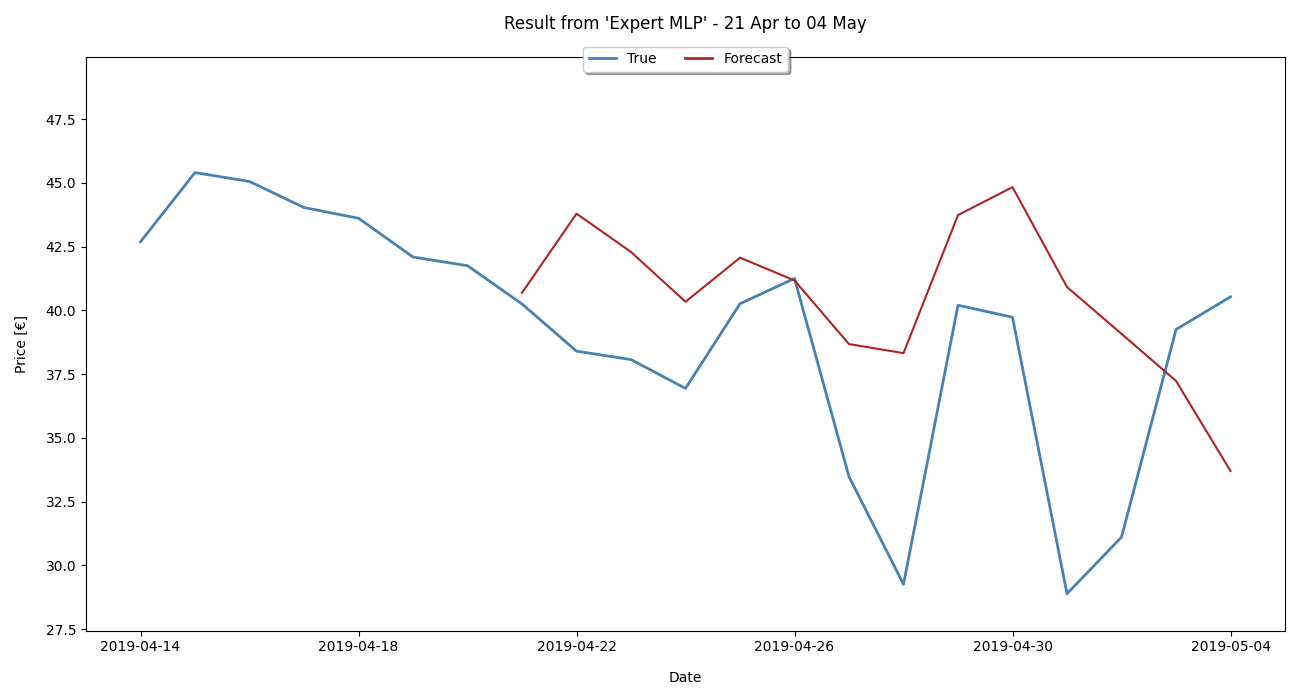 Result from 'Expert MLP' - 21 Apr to 04 May
True Forecast
47.5
45.0
42.5
40.0
37.5
35.0
32.5
30.0
27.5
Price [€]
2019-04-14 2019-04-18 2019-04-22 2019-04-26 2019-04-30 2019-05-04
Date